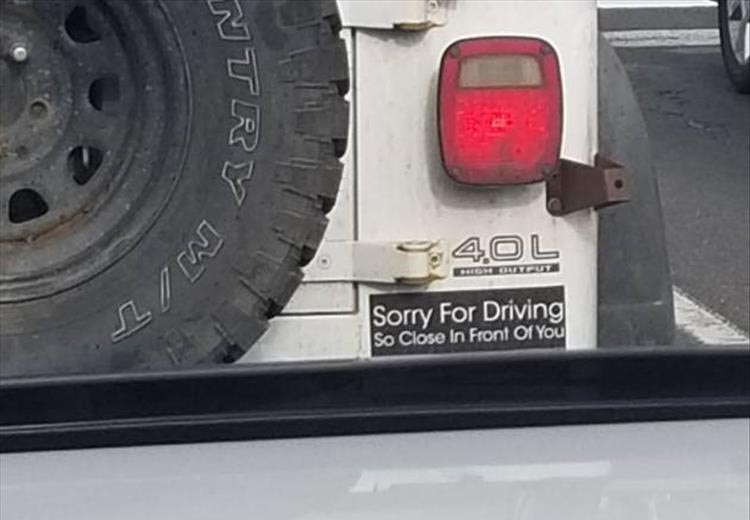 NTRY M/T
4.0L
HIGH OUTPUT
Sorry For Driving
So Close In Front Of You